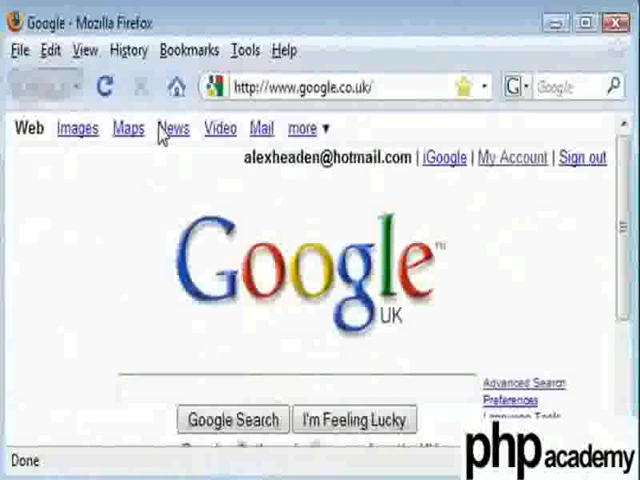 Google - Mozilla Firefox
File Edit View History Bookmarks Tools Help
http://www.google.co.uk/ G Google
Web Images Maps News Video Mail more ▼
alexheaden@hotmail.com | iGoogle | My Account | Sign out
Google™
UK
Advanced Search
Preferences
Language Tools
Google Search I'm Feeling Lucky
Done
php academy